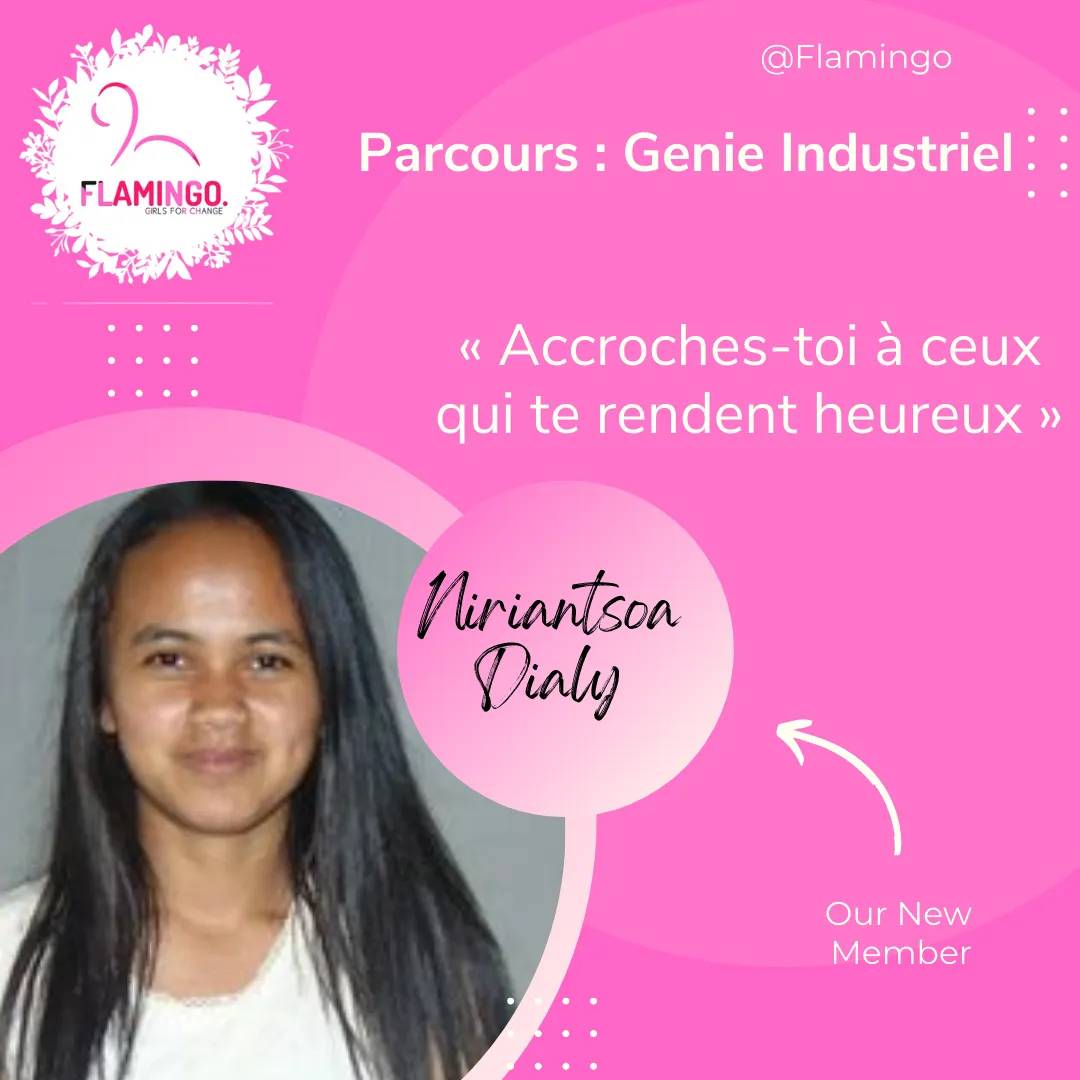 @Flamingo
FLAMINGO.
GIRLS FOR CHANGE
Parcours : Genie Industriel
« Accroches-toi à ceux
qui te rendent heureux »
Niriantsoa
Dialy
Our New
Member